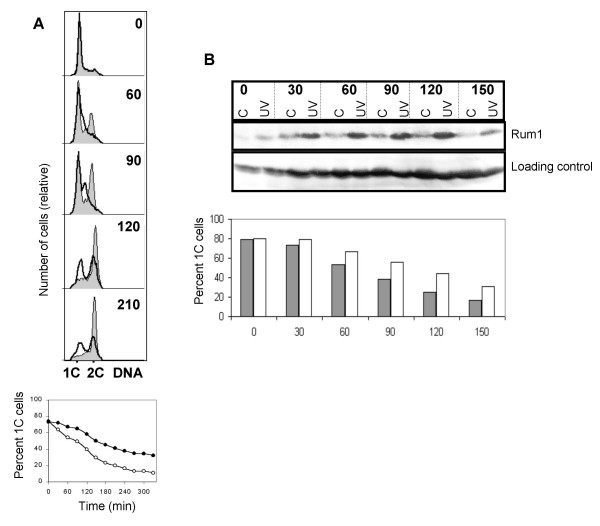 A
0
60
90
120
210
Number of cells (relative)
1C 2C DNA
Percent 1C cells
100
80
60
40
20
0
0 60 120 180 240 300
Time (min)
B
0 30 60 90 120 150
C UV C UV C UV C UV C UV C UV
Rum1
Loading control
Percent 1C cells
100
80
60
40
20
0
0 30 60 90 120 150